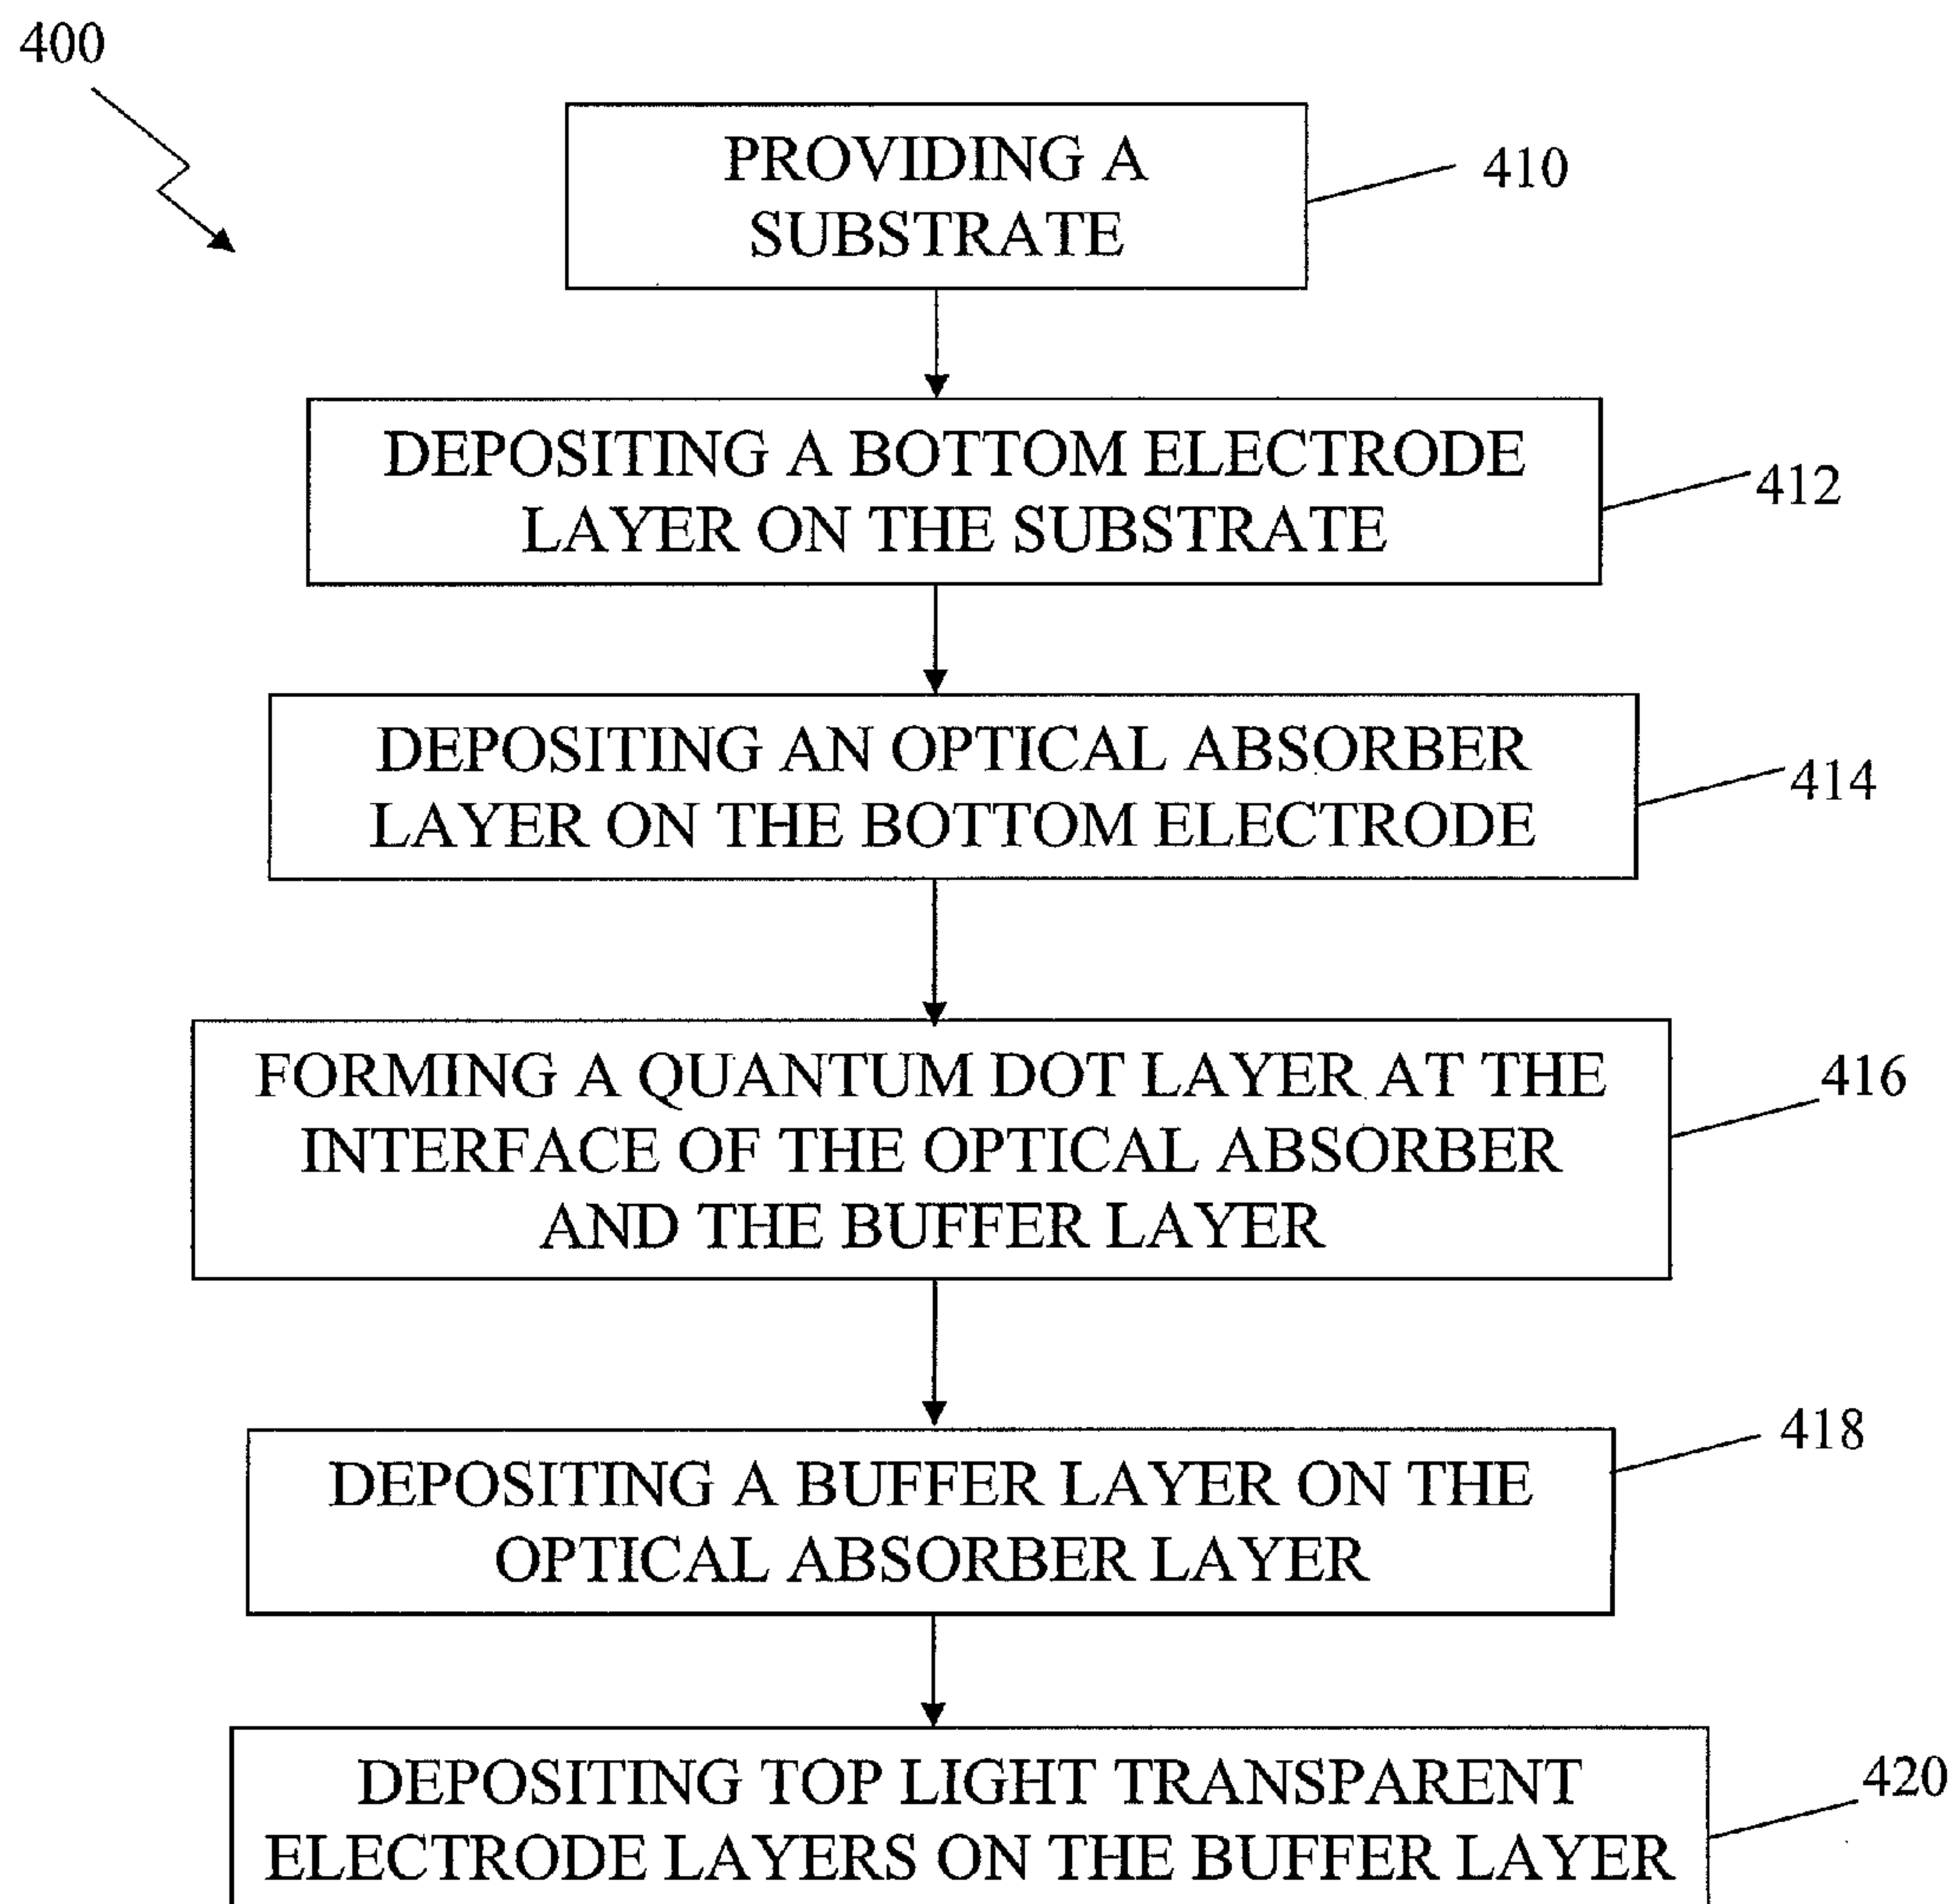 400
PROVIDING A
SUBSTRATE
410
DEPOSITING A BOTTOM ELECTRODE
LAYER ON THE SUBSTRATE
412
DEPOSITING AN OPTICAL ABSORBER
LAYER ON THE BOTTOM ELECTRODE
414
FORMING A QUANTUM DOT LAYER AT THE
INTERFACE OF THE OPTICAL ABSORBER
AND THE BUFFER LAYER
416
DEPOSITING A BUFFER LAYER ON THE
OPTICAL ABSORBER LAYER
418
DEPOSITING TOP LIGHT TRANSPARENT
ELECTRODE LAYERS ON THE BUFFER LAYER
420